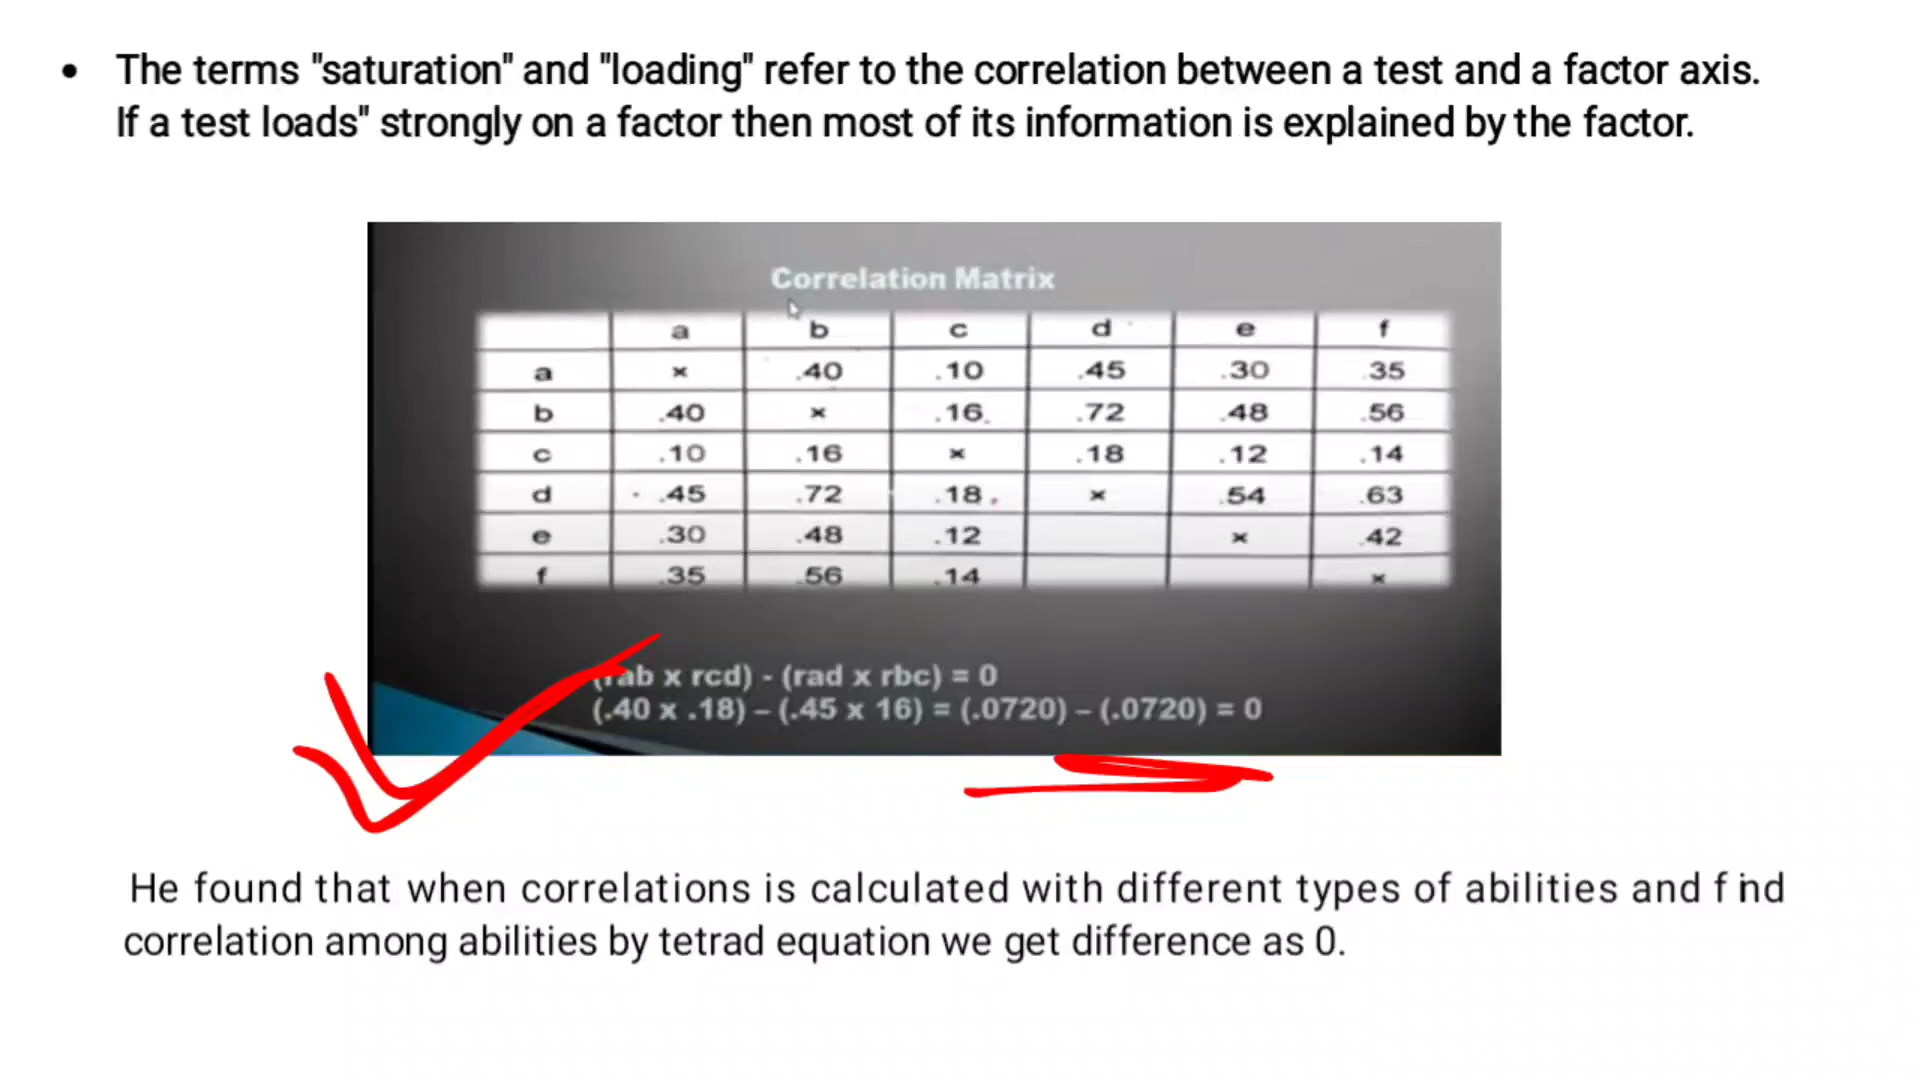 • The terms "saturation" and "loading" refer to the correlation between a test and a factor axis.
If a test loads" strongly on a factor then most of its information is explained by the factor.
Correlation Matrix
a b c d e f
a × .40 .10 .45 .30 35
b .40 × .16. .72 .48 .56
c .10 .16 × .18 .12 .14
d .45 .72 .18. × .54 .63
e .30 .48 .12 × .42
f .35 .56 .14 ×
(rab x rcd) - (rad x rbc) = 0
(.40 x .18) – (.45 x 16) = (.0720) – (.0720) = 0
He found that when correlations is calculated with different types of abilities and f ind
correlation among abilities by tetrad equation we get difference as 0.